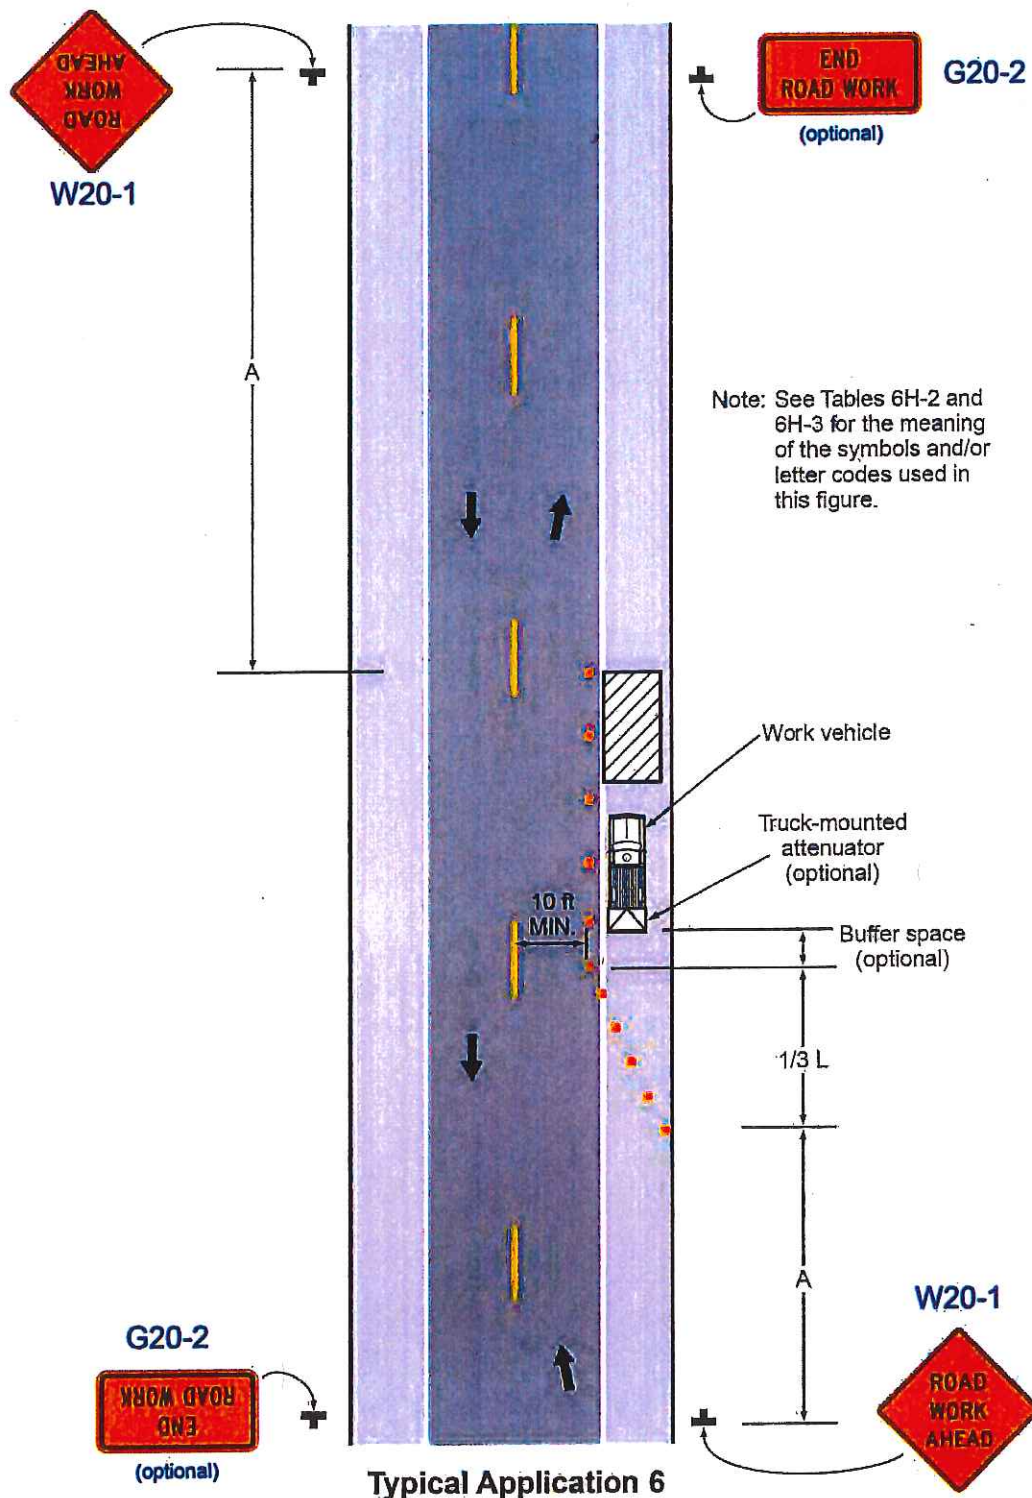 ROAD
WORK
AHEAD
W20-1
END
ROAD WORK
(optional)
G20-2
A
Note: See Tables 6H-2 and
6H-3 for the meaning
of the symbols and/or
letter codes used in
this figure.
Work vehicle
Truck-mounted
attenuator
(optional)
10 ft
MIN.
Buffer space
(optional)
1/3 L
A
G20-2
END
ROAD WORK
(optional)
W20-1
ROAD
WORK
AHEAD
Typical Application 6